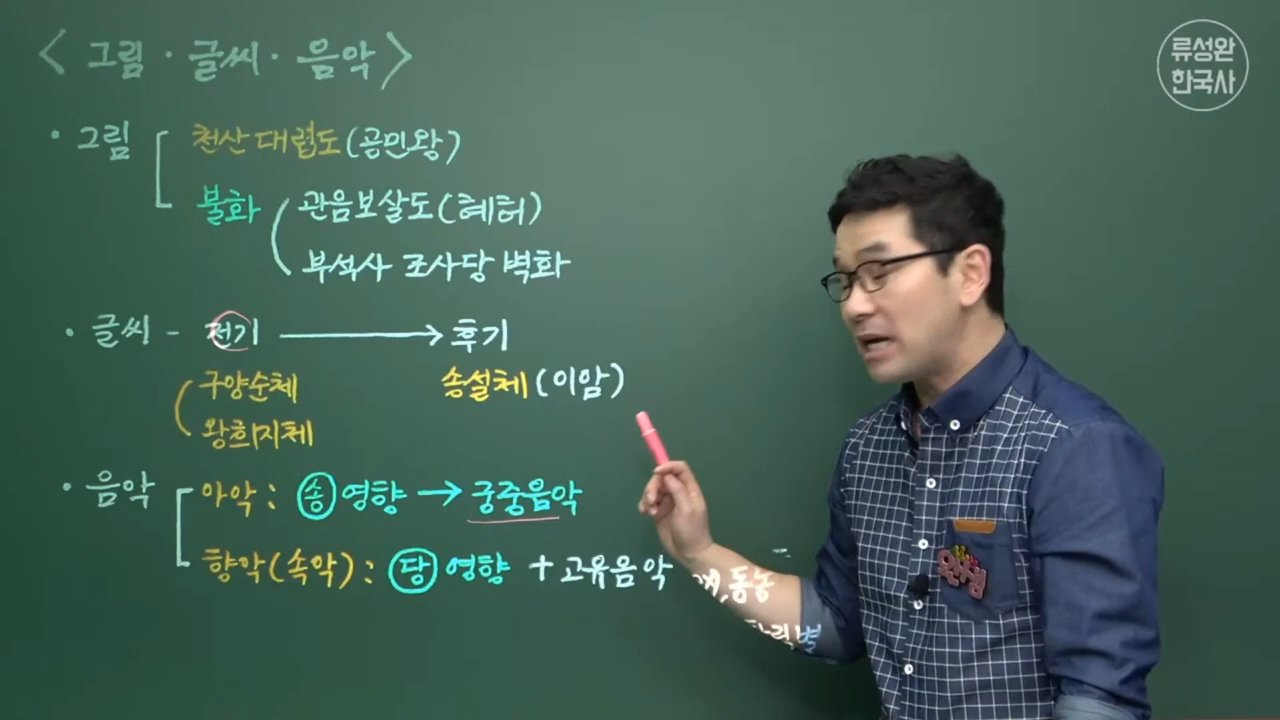 < 그림 · 글씨 · 음악 >
· 그림 [ 천산대렵도 (공민왕)
불화 ( 관음보살도 (혜허)
부석사 조사당 벽화
· 글씨 - 전기 → 후기
구양순체 송설체 (이암)
왕희지체
· 음악 [ 아악 : 송 영향 → 궁중음악
향악(속악) : 당 영향 + 고유음악
동동
류성완
한국사